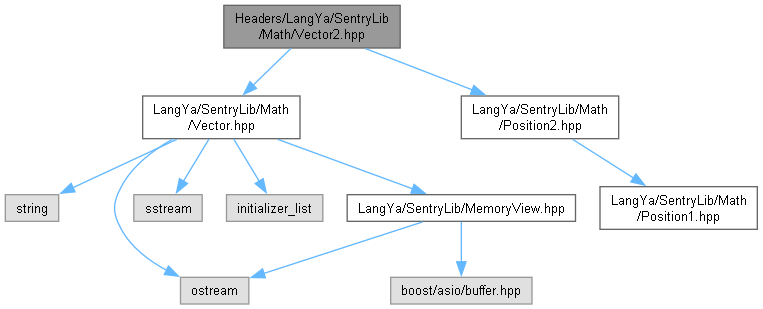 Headers/LangYa/SentryLib
/Math/Vector2.hpp
LangYa/SentryLib/Math
/Vector.hpp
LangYa/SentryLib/Math
/Position2.hpp
string
sstream
initializer_list
LangYa/SentryLib/MemoryView.hpp
LangYa/SentryLib/Math
/Position1.hpp
ostream
boost/asio/buffer.hpp